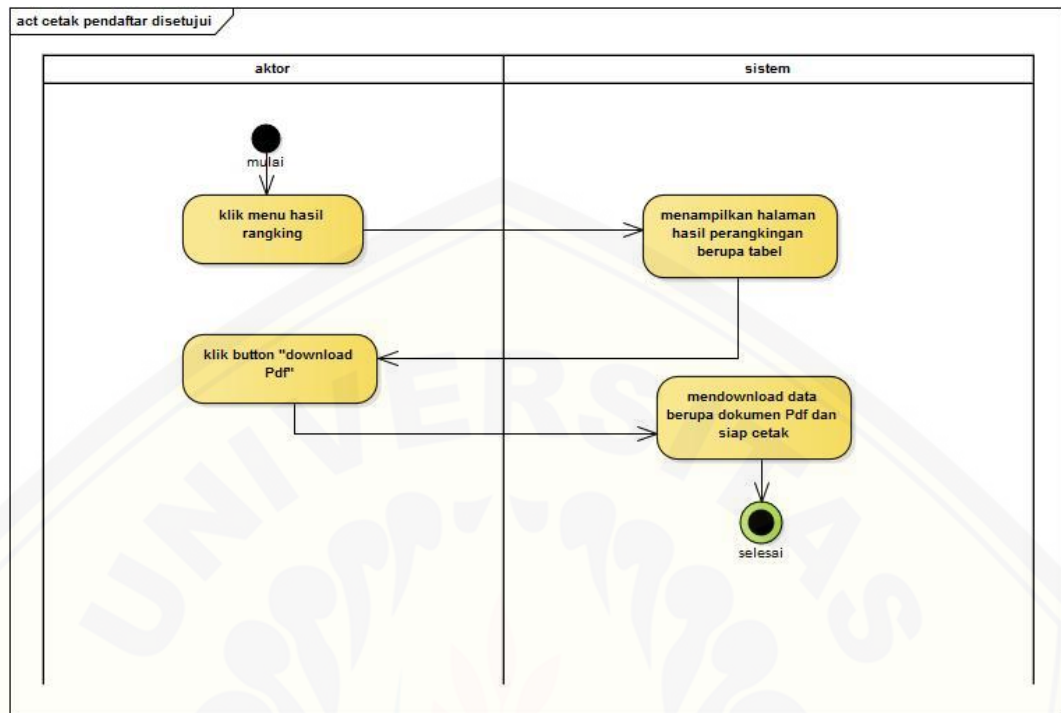 act cetak pendaftar disetujui
aktor
sistem
mulai
klik menu hasil
rangking
menampilkan halaman
hasil perangkingan
berupa tabel
klik button "download
Pdf"
mendownload data
berupa dokumen Pdf dan
siap cetak
selesai
UNIVERSITAS